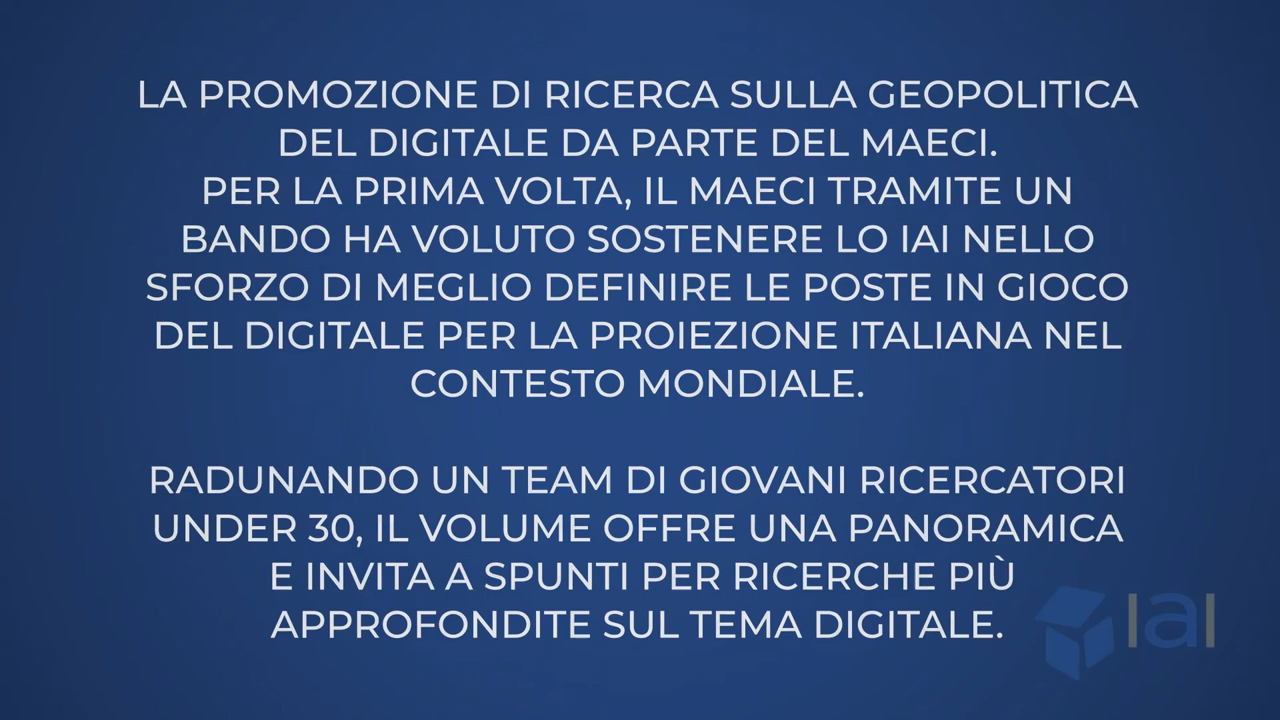 LA PROMOZIONE DI RICERCA SULLA GEOPOLITICA
DEL DIGITALE DA PARTE DEL MAECI.
PER LA PRIMA VOLTA, IL MAECI TRAMITE UN
BANDO HA VOLUTO SOSTENERE LO IAI NELLO
SFORZO DI MEGLIO DEFINIRE LE POSTE IN GIOCO
DEL DIGITALE PER LA PROIEZIONE ITALIANA NEL
CONTESTO MONDIALE.
RADUNANDO UN TEAM DI GIOVANI RICERCATORI
UNDER 30, IL VOLUME OFFRE UNA PANORAMICA
E INVITA A SPUNTI PER RICERCHE PIÙ
APPROFONDITE SUL TEMA DIGITALE.
IaI